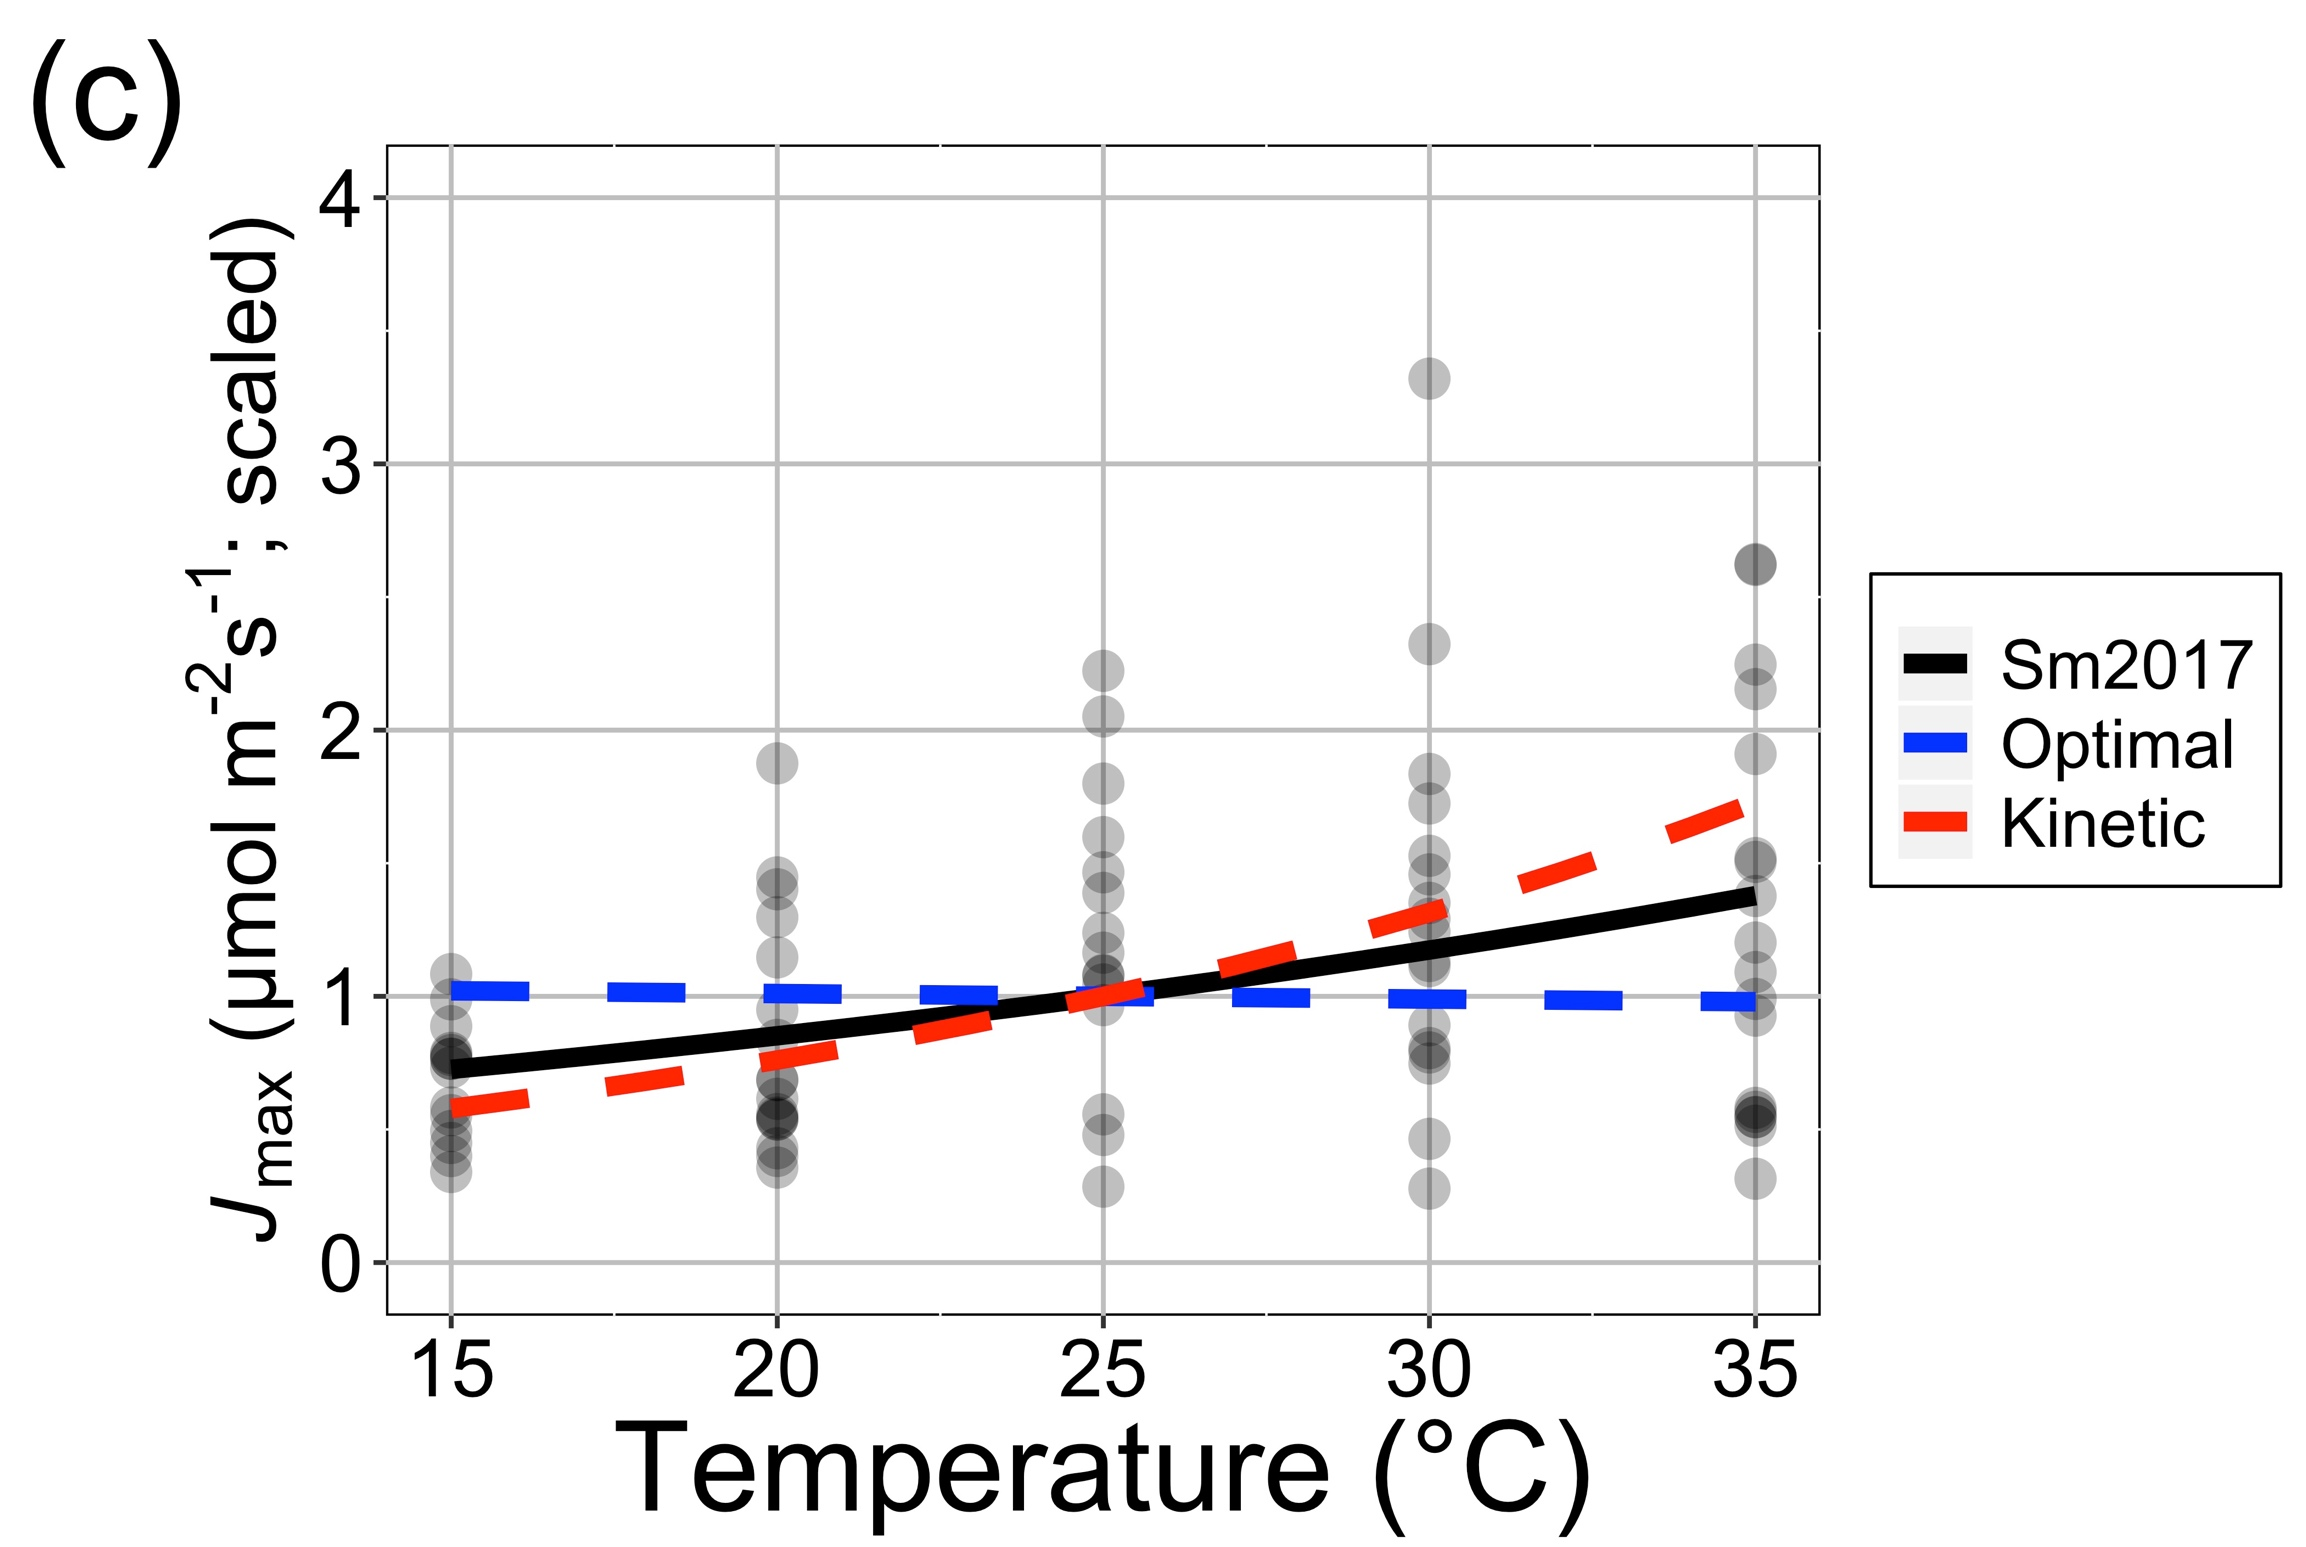 (c)
4
3
2
1
0
Jmax (μmol m-2s-1; scaled)
15 20 25 30 35
Temperature (°C)
Sm2017
Optimal
Kinetic